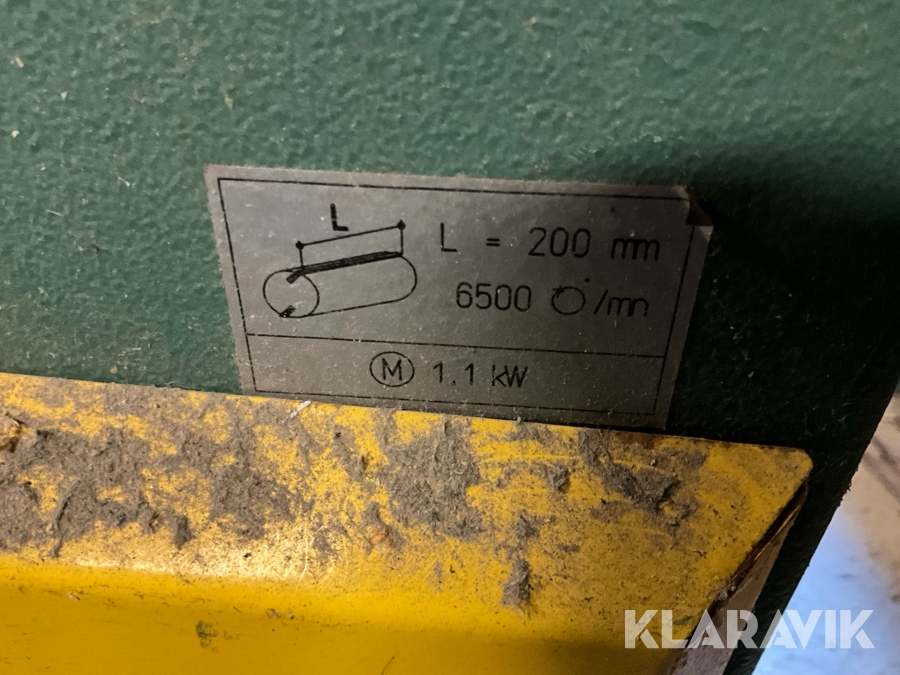 L
L = 200 mm
6500 /mn
M 1.1 kW
KLARAVIK